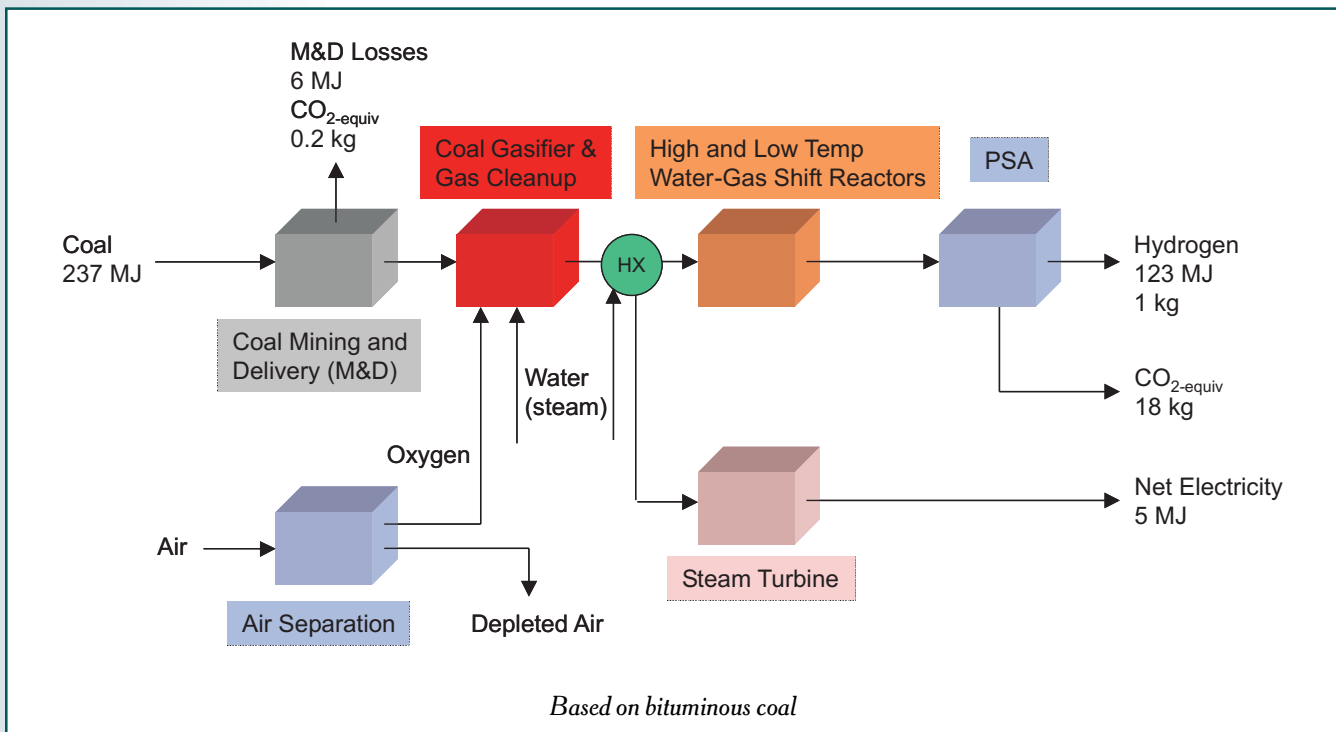 M&D Losses
6 MJ
CO2-equiv
0.2 kg
Coal Gasifier &
Gas Cleanup
High and Low Temp
Water-Gas Shift Reactors
PSA
Coal
237 MJ
HX
Hydrogen
123 MJ
1 kg
Coal Mining and
Delivery (M&D)
Water
(steam)
CO2-equiv
18 kg
Oxygen
Net Electricity
5 MJ
Air
Steam Turbine
Air Separation
Depleted Air
Based on bituminous coal